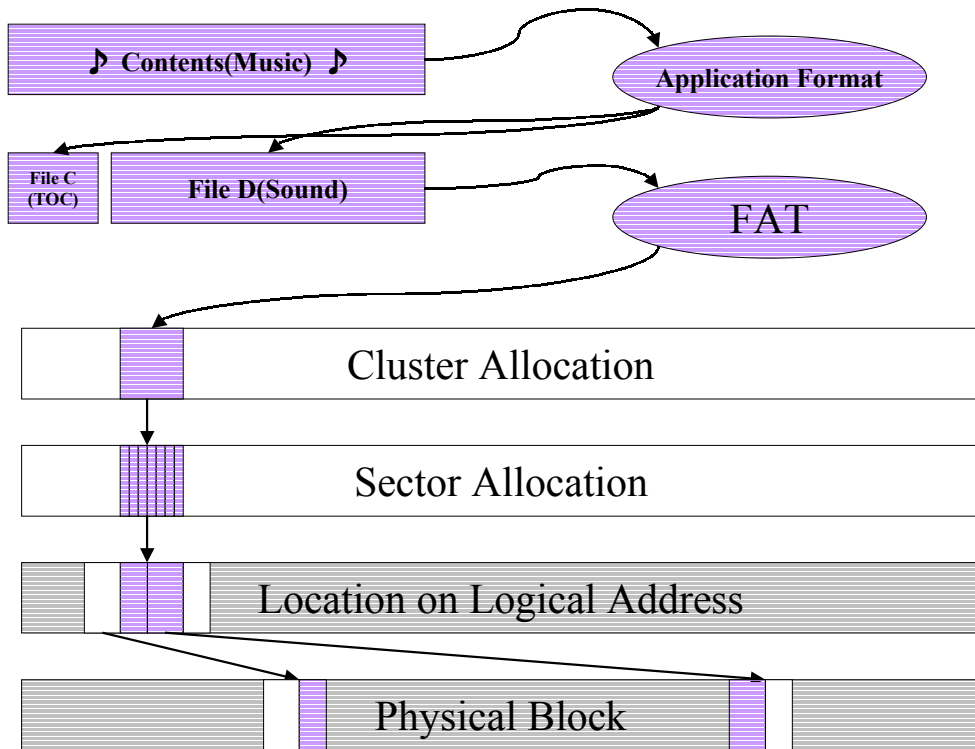 ♪ Contents(Music) ♪
Application Format
File C
(TOC)
File D(Sound)
FAT
Cluster Allocation
Sector Allocation
Location on Logical Address
Physical Block